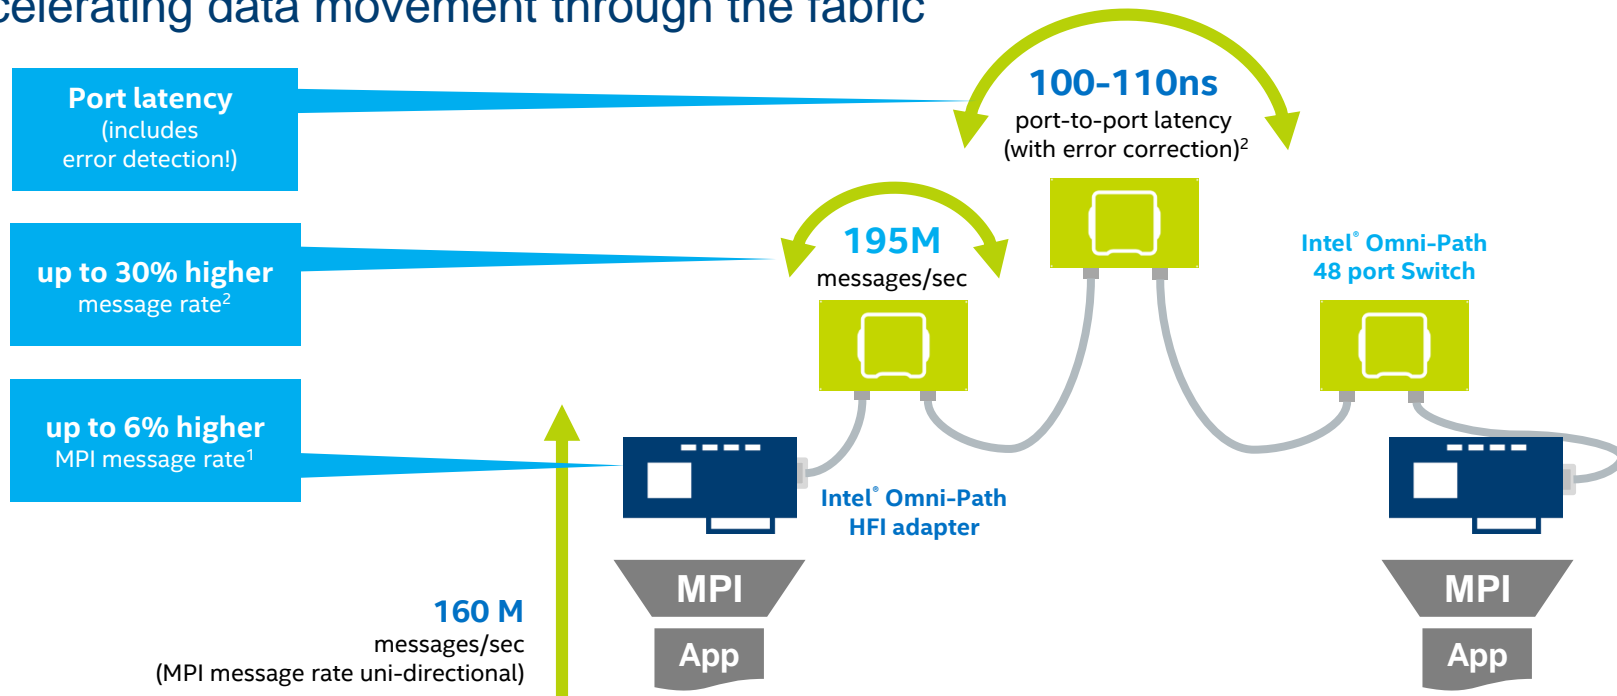 celerating data movement through the fabric
Port latency
(includes
error detection!)
100-110ns
port-to-port latency
(with error correction)²
up to 30% higher
message rate²
195M
messages/sec
Intel® Omni-Path
48 port Switch
up to 6% higher
MPI message rate¹
Intel® Omni-Path
HFI adapter
160 M
messages/sec
(MPI message rate uni-directional)
MPI
App
MPI
App